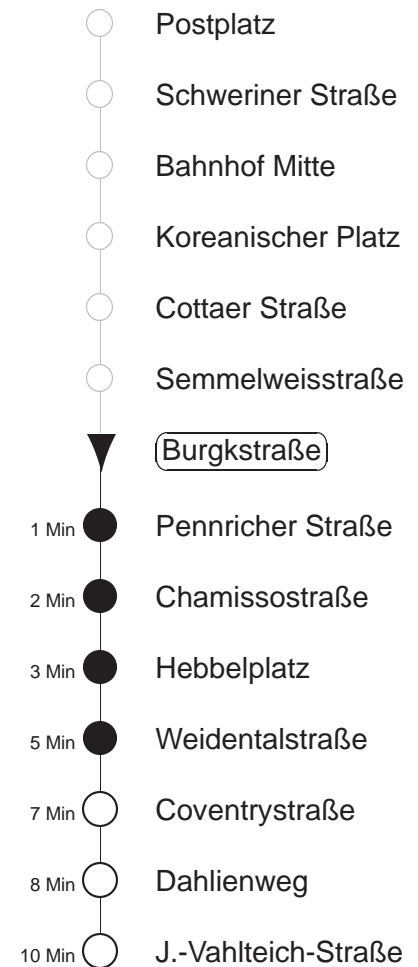 Postplatz
Schweriner Straße
Bahnhof Mitte
Koreanischer Platz
Cottaer Straße
Semmelweisstraße
Burgkstraße
1 Min Pennricher Straße
2 Min Chamissostraße
3 Min Hebbelplatz
5 Min Weidentalstraße
7 Min Coventrystraße
8 Min Dahlienweg
10 Min J.-Vahlteich-Straße